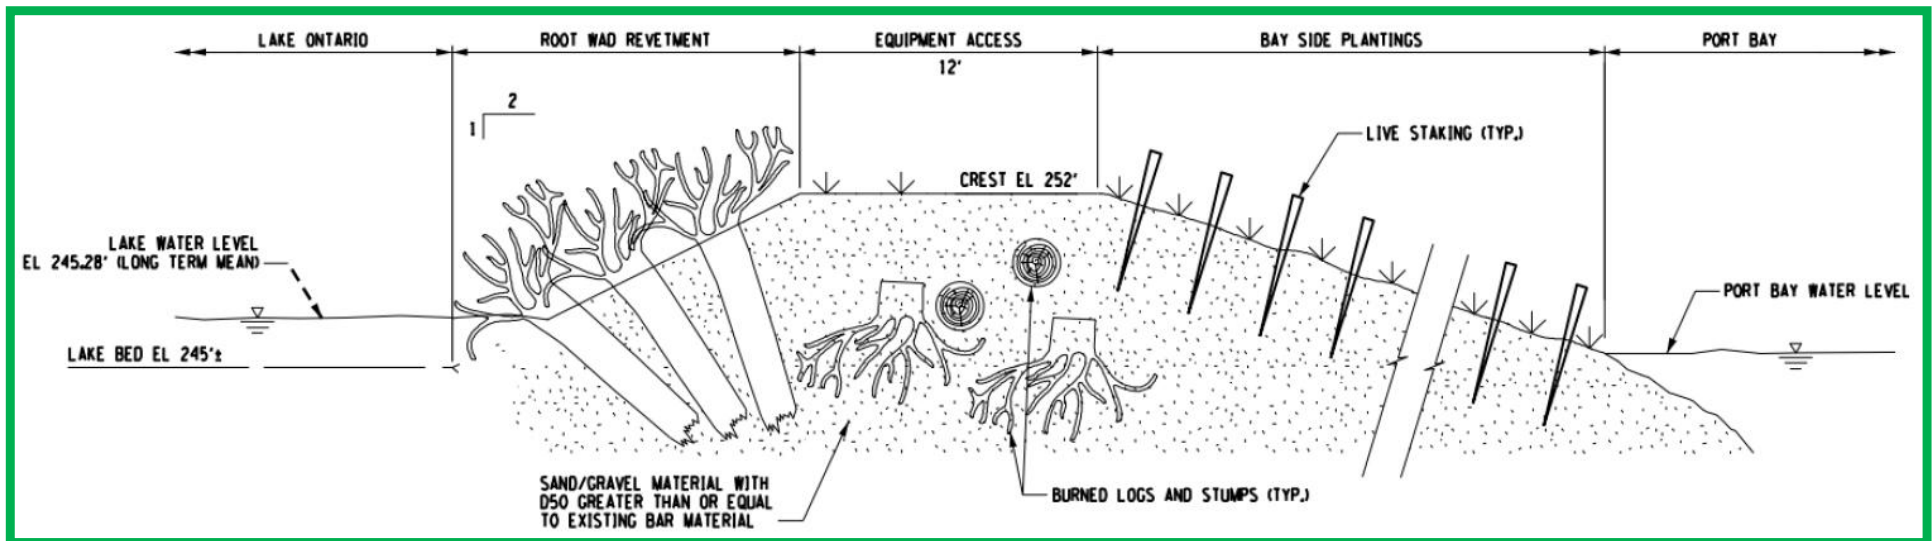 LAKE ONTARIO
ROOT WAD REVETMENT
EQUIPMENT ACCESS
12'
BAY SIDE PLANTINGS
PORT BAY
2
1
LIVE STAKING (TYP.)
CREST EL 252'
LAKE WATER LEVEL
EL 245.28' (LONG TERM MEAN)
PORT BAY WATER LEVEL
LAKE BED EL 245'±
SAND/GRAVEL MATERIAL WITH
D50 GREATER THAN OR EQUAL
TO EXISTING BAR MATERIAL
BURNED LOGS AND STUMPS (TYP.)